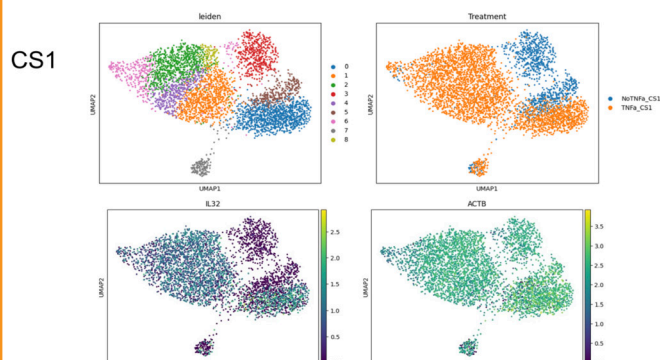 CS1
leiden
UMAP2
UMAP1
0
1
2
3
4
5
6
7
8
Treatment
UMAP2
UMAP1
NoTNFa_CS1
TNFa_CS1
IL32
UMAP2
2.5
2.0
1.5
1.0
0.5
ACTB
UMAP2
3.5
3.0
2.5
2.0
1.5
1.0
0.5